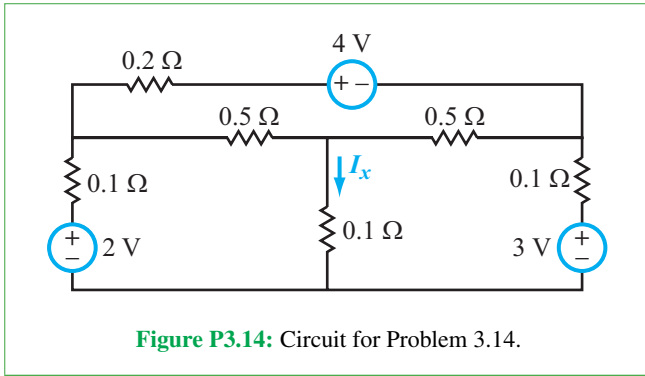 4 V
0.2 Ω
+ −
0.5 Ω
0.5 Ω
Iₓ
0.1 Ω
0.1 Ω
0.1 Ω
+
−
2 V
3 V
+
−
Figure P3.14: Circuit for Problem 3.14.